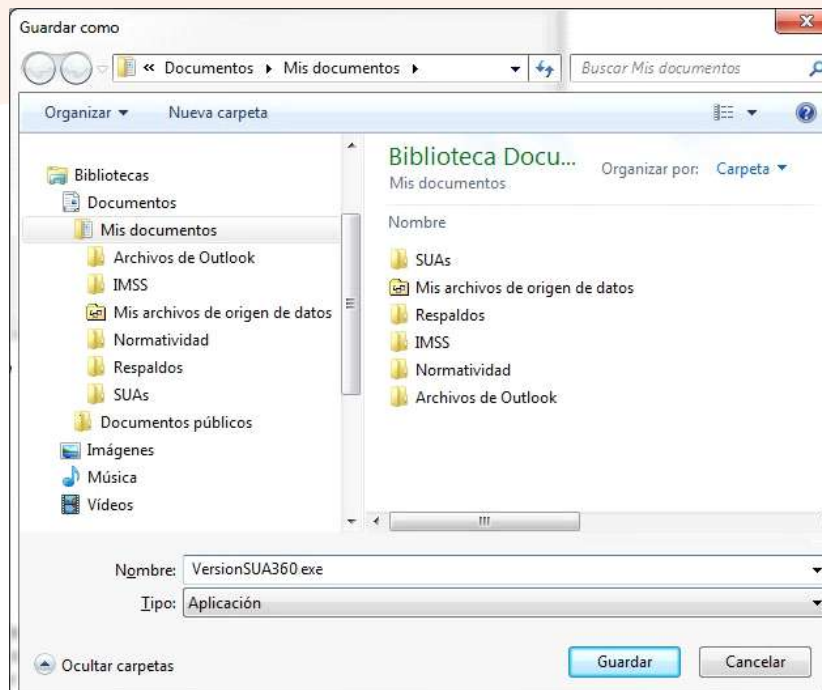 Guardar como
« Documentos ▸ Mis documentos ▸
Buscar Mis documentos
Organizar
Nueva carpeta
Bibliotecas
Documentos
Mis documentos
Archivos de Outlook
IMSS
Mis archivos de origen de datos
Normatividad
Respaldos
SUAs
Documentos públicos
Imágenes
Música
Vídeos
Biblioteca Docu...
Mis documentos
Organizar por: Carpeta
Nombre
SUAs
Mis archivos de origen de datos
Respaldos
IMSS
Normatividad
Archivos de Outlook
Nombre: VersionSUA360 exe
Tipo: Aplicación
Ocultar carpetas
Guardar
Cancelar